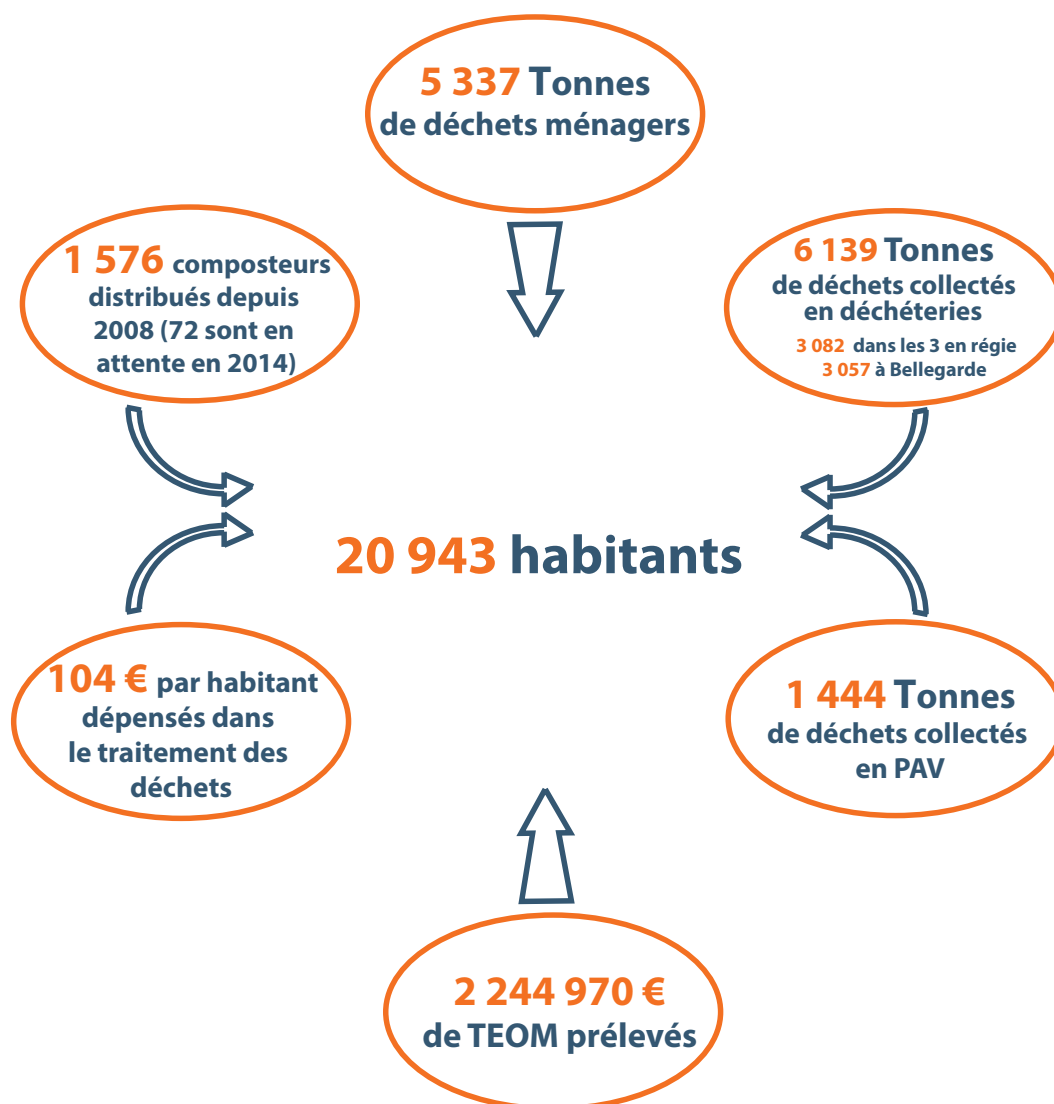 5 337 Tonnes
de déchets ménagers
1 576 composteurs
distribués depuis
2008 (72 sont en
attente en 2014)
6 139 Tonnes
de déchets collectés
en déchéteries
3 082 dans les 3 en régie
3 057 à Bellegarde
20 943 habitants
104 € par habitant
dépensés dans
le traitement des
déchets
1 444 Tonnes
de déchets collectés
en PAV
2 244 970 €
de TEOM prélevés